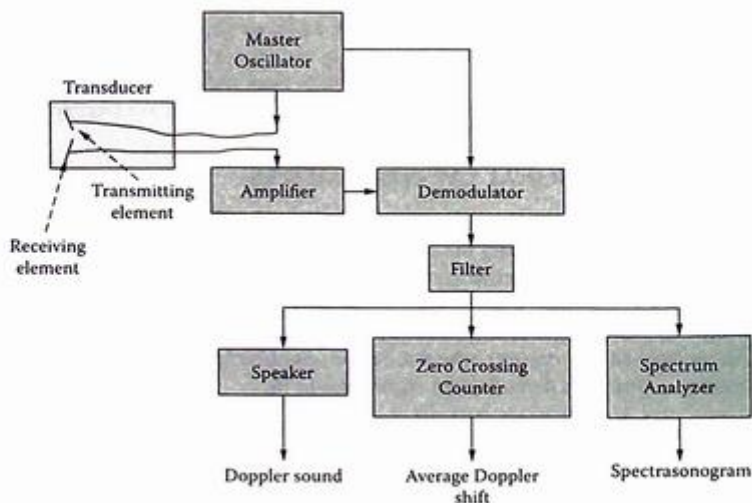 Master
Oscillator
Transducer
Transmitting
element
Receiving
element
Amplifier
Demodulator
Filter
Speaker
Zero Crossing
Counter
Spectrum
Analyzer
Doppler sound
Average Doppler
shift
Spectrasonogram